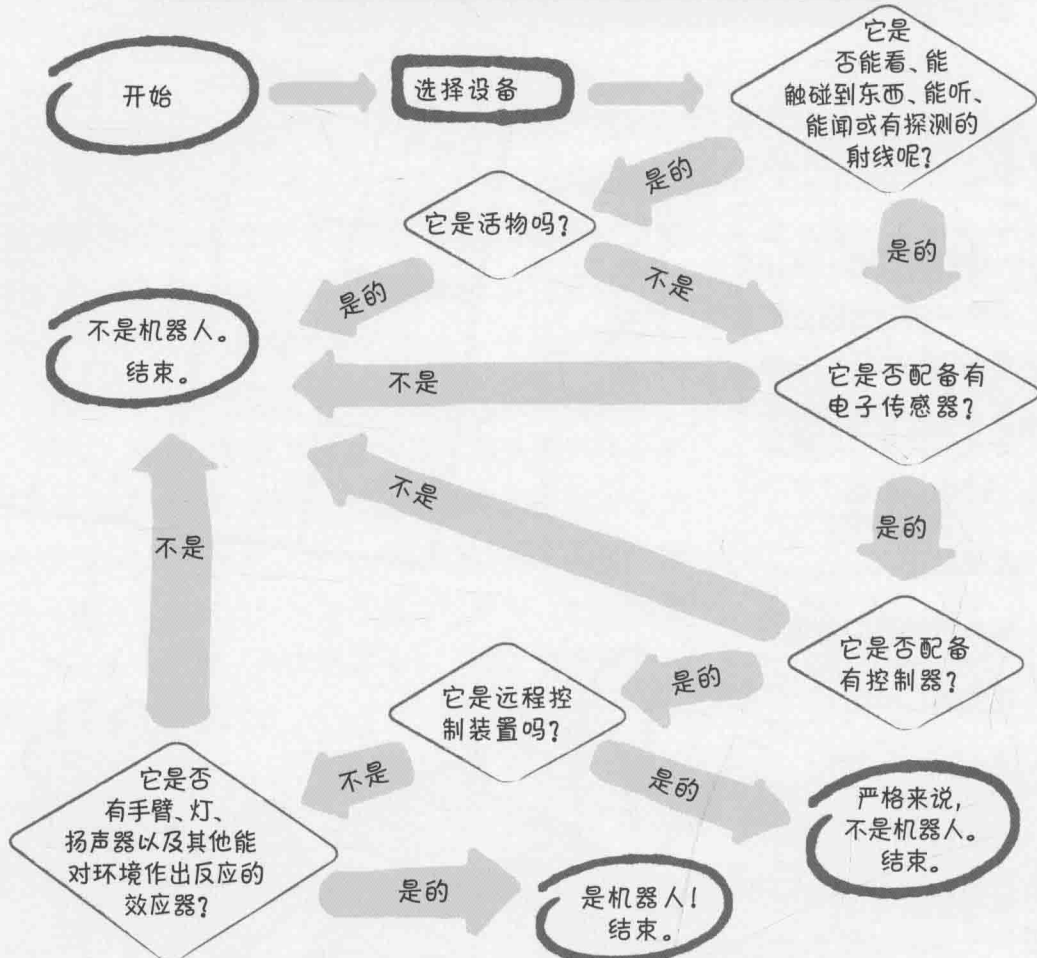 开始
选择设备
它是
否能看、能
触碰到东西、能听、
能闻或有探测的
射线呢？
是的
是的
它是活物吗？
是的
不是
不是机器人。
结束。
不是
它是否配备有
电子传感器？
不是
是的
不是
它是否配备
有控制器？
是的
它是远程控
制装置吗？
不是
是的
它是否
有手臂、灯、
扬声器以及其他能
对环境作出反应的
效应器？
严格来说，
不是机器人。
结束。
是的
是机器人！
结束。